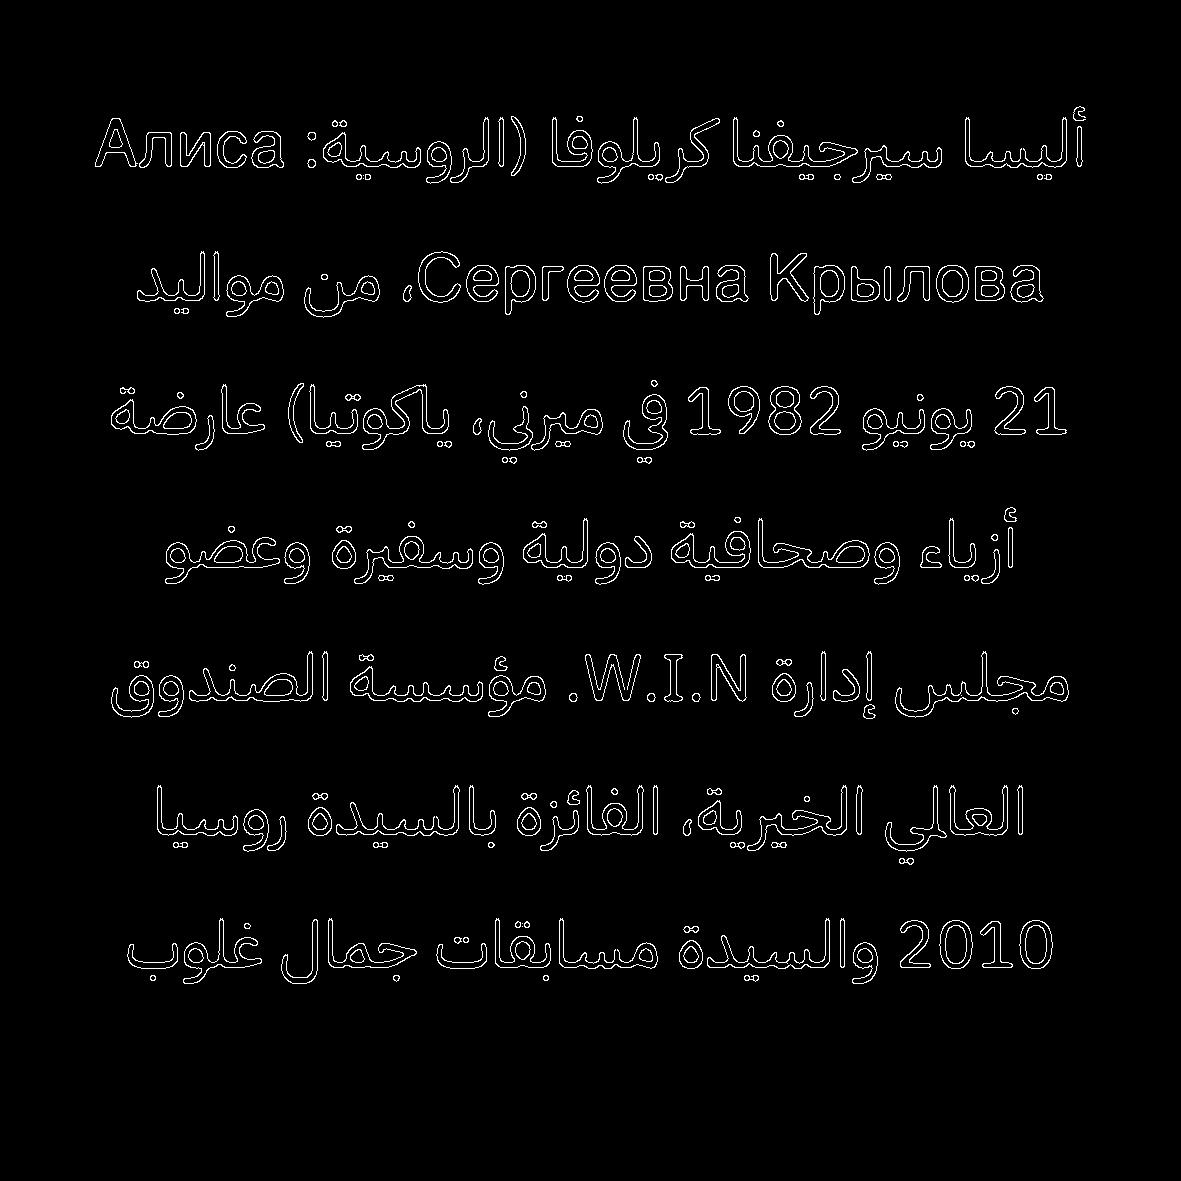 أليسا سيرجيفنا كريلوفا (الروسية: Алиса
Сергеевна Крылова، من مواليد
21 يونيو 1982 في ميرني، ياكوتيا) عارضة
أزياء وصحافية دولية وسفيرة وعضو
مجلس إدارة W.I.N. مؤسسة الصندوق
العالمي الخيرية، الفائزة بالسيدة روسيا
2010 والسيدة مسابقات جمال غلوب